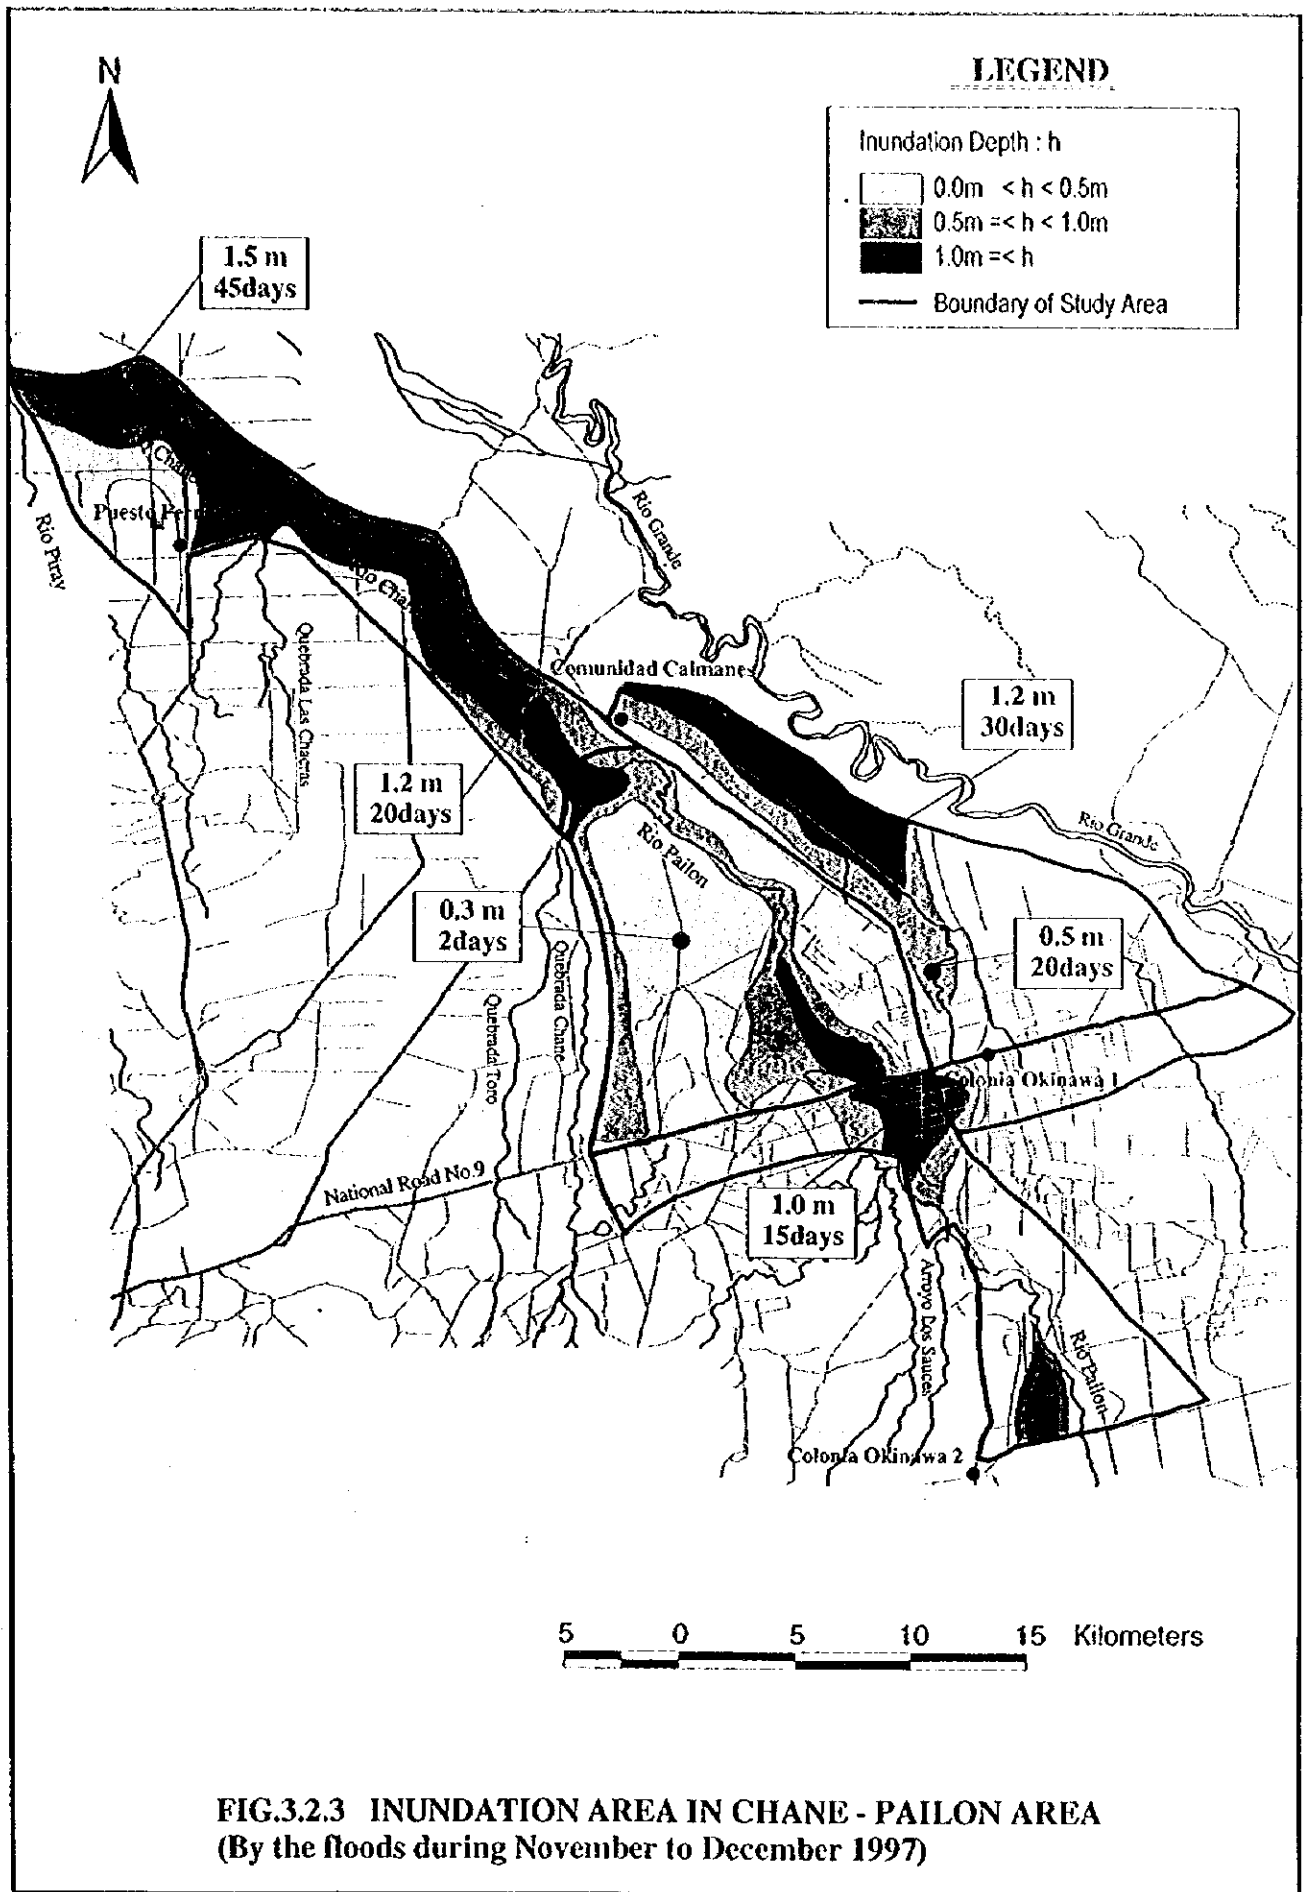 N
LEGEND
Inundation Depth : h
0.0m < h < 0.5m
0.5m =< h < 1.0m
1.0m =< h
Boundary of Study Area
1.5 m
45days
Rio Grande
Rio Piray
Quebrada Las Chacras
Comunidad Calmanes
1.2 m
30days
1.2 m
20days
Rio Pailon
Rio Grande
0.3 m
2days
0.5 m
20days
Quebrada Chane
Quebrada Toro
Colonia Okinawa 1
National Road No.9
1.0 m
15days
Arroyo Los Sauces
Rio Pailon
Colonia Okinawa 2
5 0 5 10 15 Kilometers
FIG.3.2.3 INUNDATION AREA IN CHANE - PAILON AREA
(By the floods during November to December 1997)